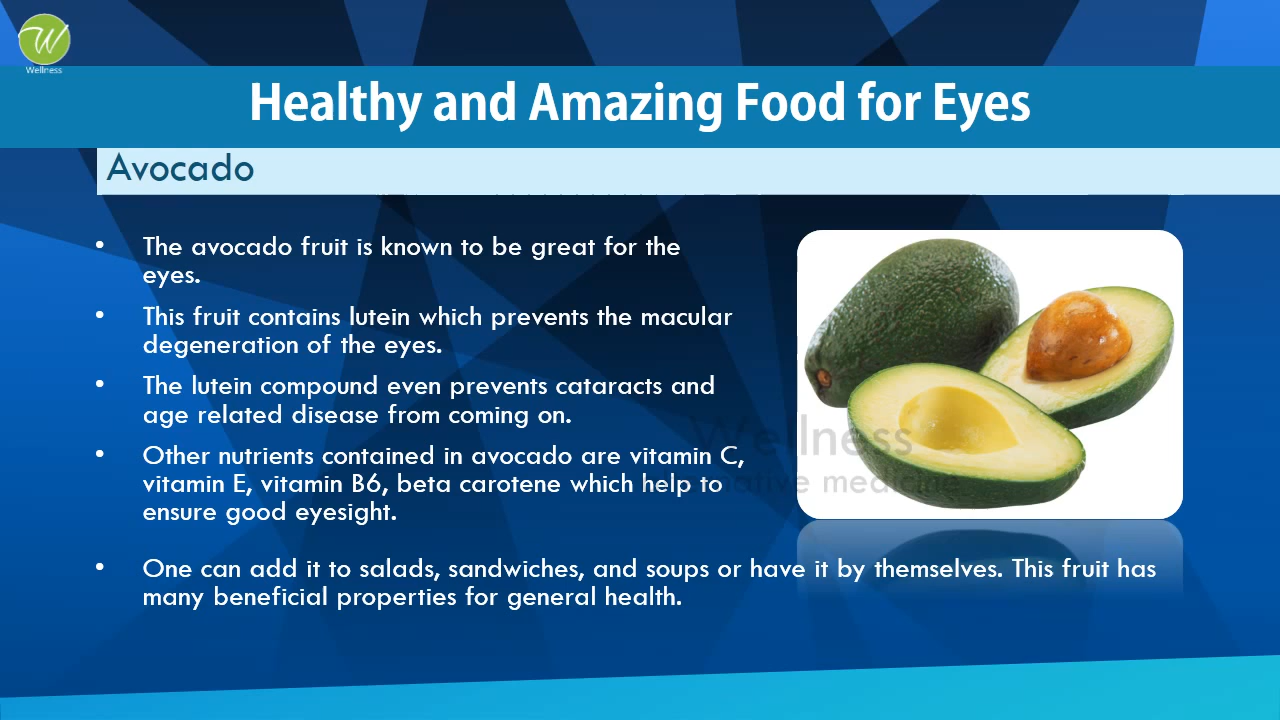 W
Wellness
Healthy and Amazing Food for Eyes
Avocado
• The avocado fruit is known to be great for the
eyes.
• This fruit contains lutein which prevents the macular
degeneration of the eyes.
• The lutein compound even prevents cataracts and
age related disease from coming on.
• Other nutrients contained in avocado are vitamin C,
vitamin E, vitamin B6, beta carotene which help to
ensure good eyesight.
Wellness
medicine
• One can add it to salads, sandwiches, and soups or have it by themselves. This fruit has
many beneficial properties for general health.